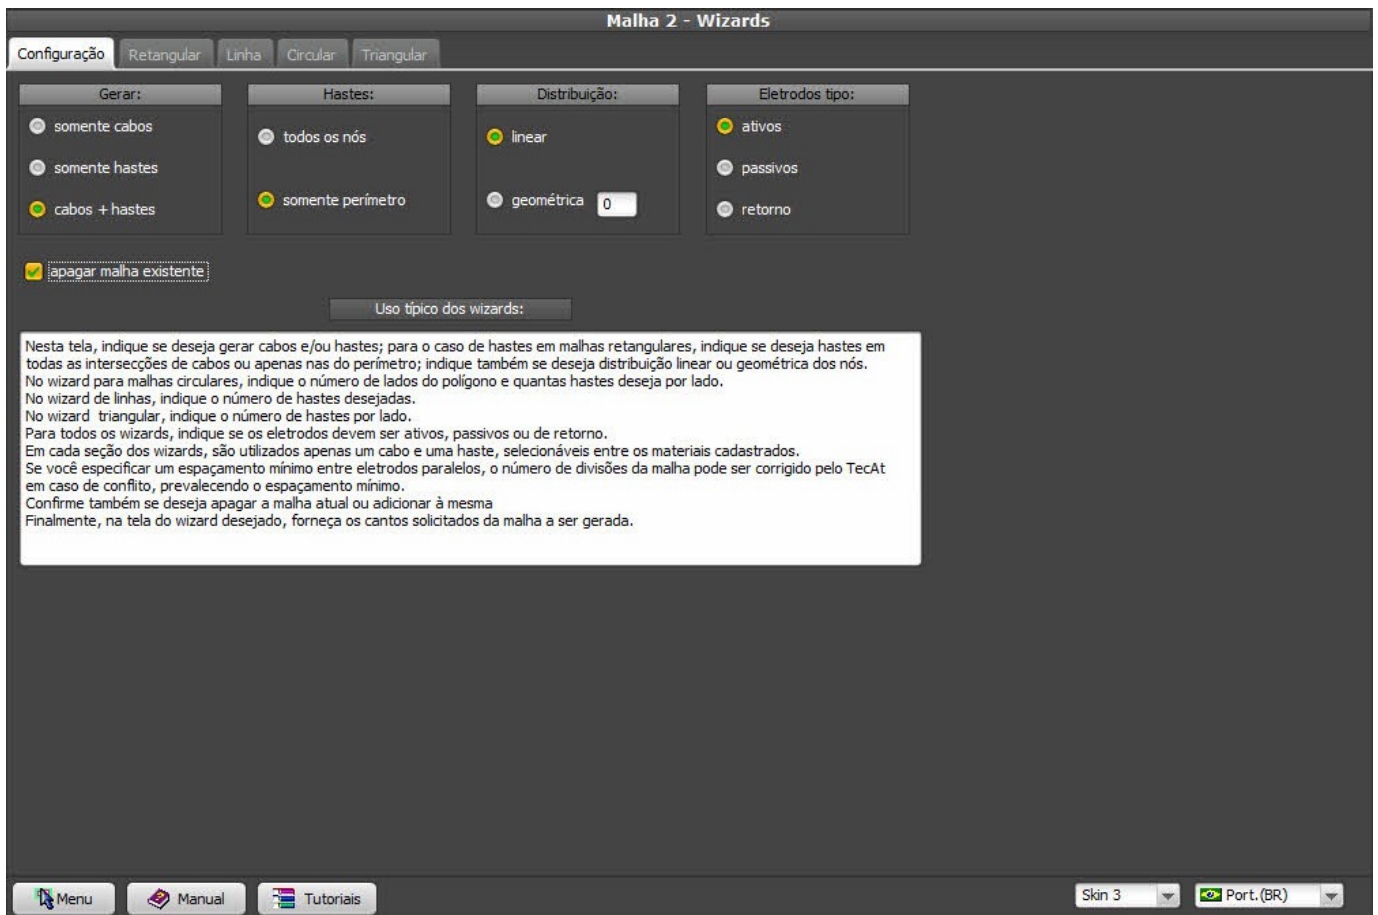 Malha 2 - Wizards
Configuração Retangular Linha Circular Triangular
Gerar: Hastes: Distribuição: Eletrodos tipo:
somente cabos
somente hastes
cabos + hastes
todos os nós
somente perímetro
linear
geométrica 0
ativos
passivos
retorno
apagar malha existente
Uso típico dos wizards:
Nesta tela, indique se deseja gerar cabos e/ou hastes; para o caso de hastes em malhas retangulares, indique se deseja hastes em
todas as intersecções de cabos ou apenas nas do perímetro; indique também se deseja distribuição linear ou geométrica dos nós.
No wizard para malhas circulares, indique o número de lados do polígono e quantas hastes deseja por lado.
No wizard de linhas, indique o número de hastes desejadas.
No wizard  triangular, indique o número de hastes por lado.
Para todos os wizards, indique se os eletrodos devem ser ativos, passivos ou de retorno.
Em cada seção dos wizards, são utilizados apenas um cabo e uma haste, selecionáveis entre os materiais cadastrados.
Se você especificar um espaçamento mínimo entre eletrodos paralelos, o número de divisões da malha pode ser corrigido pelo TecAt
em caso de conflito, prevalecendo o espaçamento mínimo.
Confirme também se deseja apagar a malha atual ou adicionar à mesma
Finalmente, na tela do wizard desejado, forneça os cantos solicitados da malha a ser gerada.
Menu Manual Tutoriais Skin 3 Port.(BR)